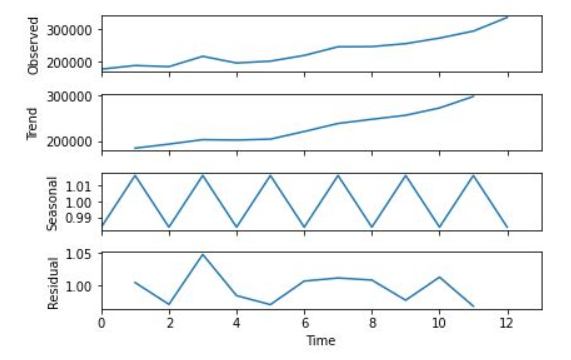 Observed
300000
200000
Trend
300000
200000
Seasonal
1.01
1.00
0.99
Residual
1.05
1.00
0 2 4 6 8 10 12
Time